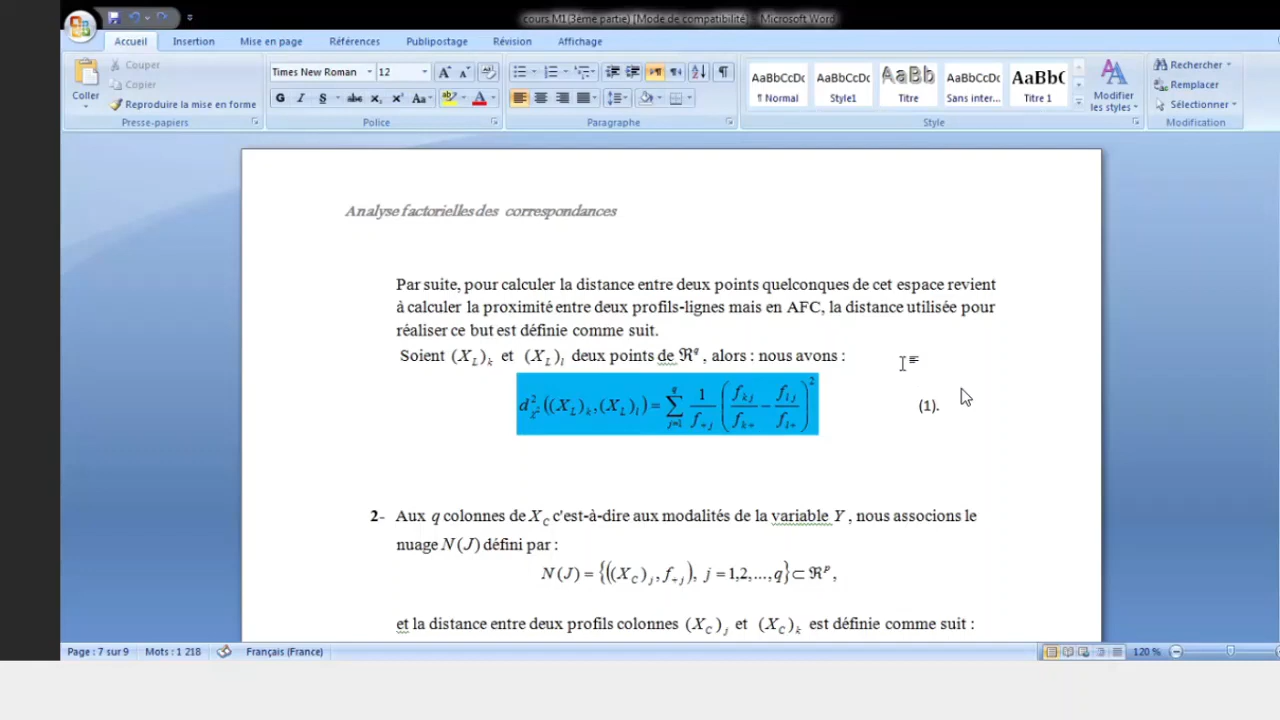 cours M1(3ème partie) [Mode de compatibilité] - Microsoft Word
Accueil Insertion Mise en page Références Publipostage Révision Affichage
Coller
Couper
Copier
Reproduire la mise en forme
Presse-papiers
Times New Roman 12
G I S abc x₂ x² Aa
Police
Paragraphe
AaBbCcDc AaBbCcDc AaBb AaBbCcDc AaBbC
¶ Normal Style1 Titre Sans inter... Titre 1
Modifier
les styles
Style
Rechercher
Remplacer
Sélectionner
Modification
Analyse factorielles des correspondances
Par suite, pour calculer la distance entre deux points quelconques de cet espace revient
à calculer la proximité entre deux profils-lignes mais en AFC, la distance utilisée pour
réaliser ce but est définie comme suit.
Soient (X_L)_k et (X_L)_l deux points de ℜ^q, alors : nous avons :
d²_{χ²}((X_L)_k, (X_L)_l) = ∑_{j=1}^{q} 1/f_{+j} (f_{kj}/f_{k+} − f_{lj}/f_{l+})² (1).
2- Aux q colonnes de X_C c'est-à-dire aux modalités de la variable Y, nous associons le
nuage N(J) défini par :
N(J) = {((X_C)_j, f_{+j}), j = 1,2,...,q} ⊂ ℜ^p,
et la distance entre deux profils colonnes (X_C)_j et (X_C)_k est définie comme suit :
Page : 7 sur 9 Mots : 1 218 Français (France) 120 %